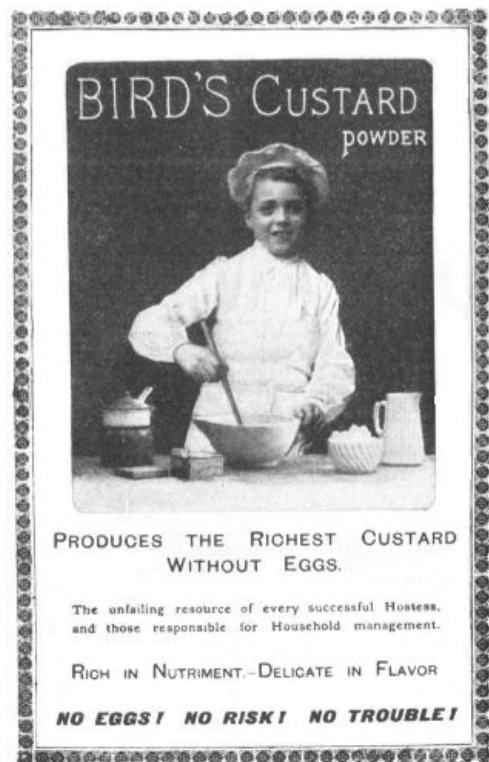 BIRD'S CUSTARD
POWDER
PRODUCES THE RICHEST CUSTARD
WITHOUT EGGS.
The unfailing resource of every successful Hostess,
and those responsible for Household management.
RICH IN NUTRIMENT.-DELICATE IN FLAVOR
NO EGGS! NO RISK! NO TROUBLE!